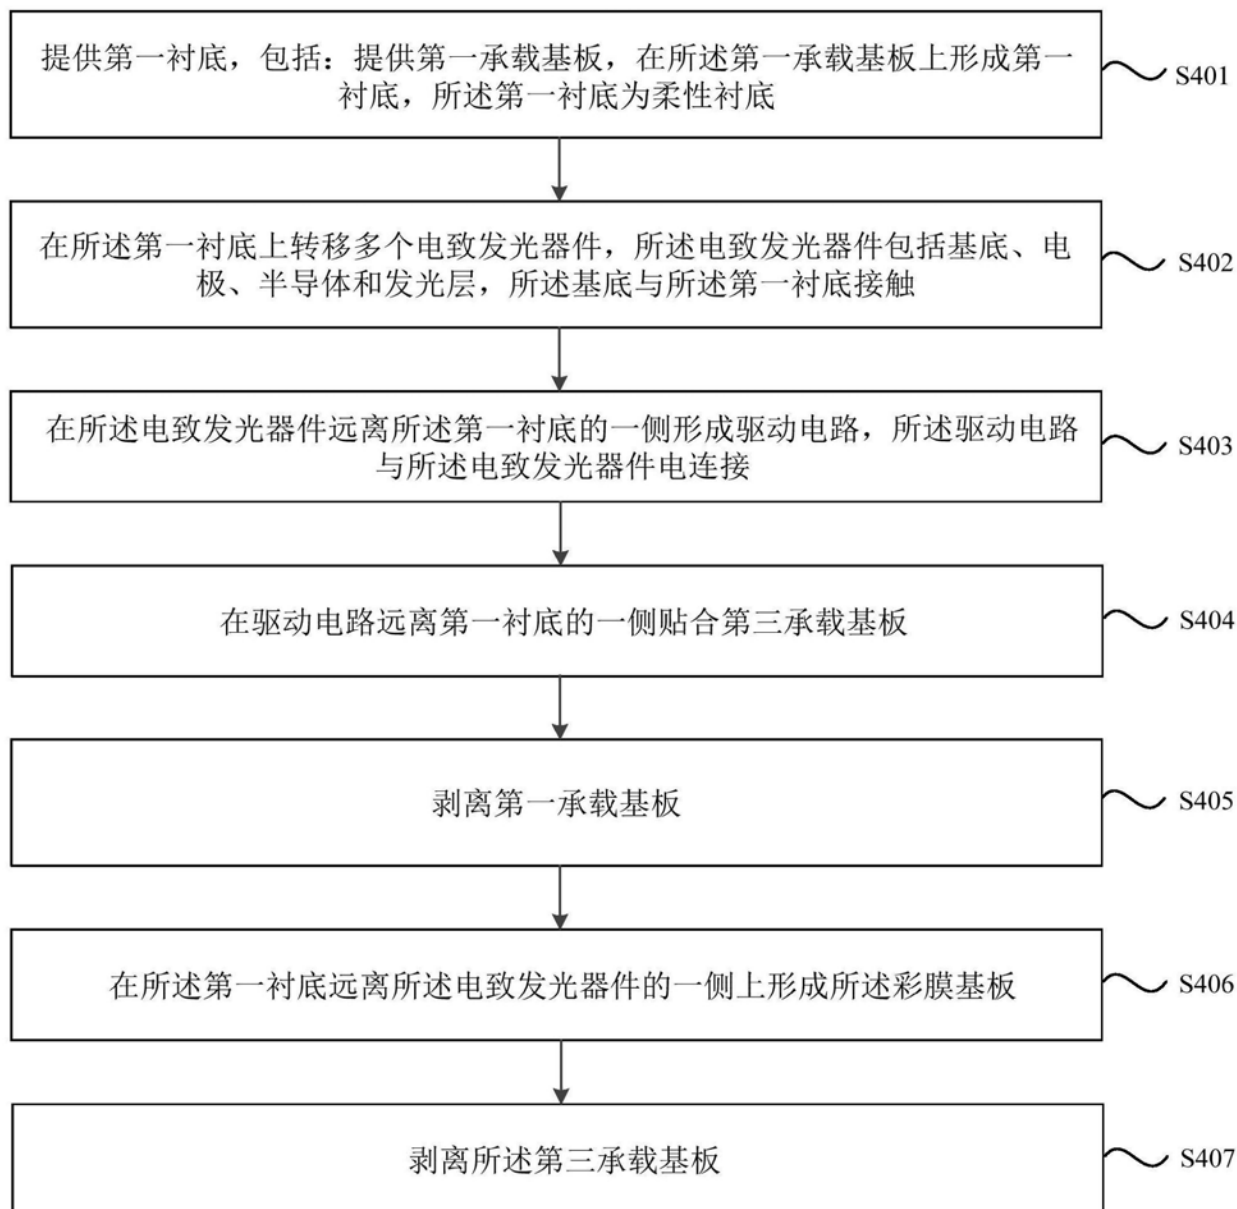 提供第一衬底，包括：提供第一承载基板，在所述第一承载基板上形成第一
衬底，所述第一衬底为柔性衬底
S401
在所述第一衬底上转移多个电致发光器件，所述电致发光器件包括基底、电
极、半导体和发光层，所述基底与所述第一衬底接触
S402
在所述电致发光器件远离所述第一衬底的一侧形成驱动电路，所述驱动电路
与所述电致发光器件电连接
S403
在驱动电路远离第一衬底的一侧贴合第三承载基板
S404
剥离第一承载基板
S405
在所述第一衬底远离所述电致发光器件的一侧上形成所述彩膜基板
S406
剥离所述第三承载基板
S407